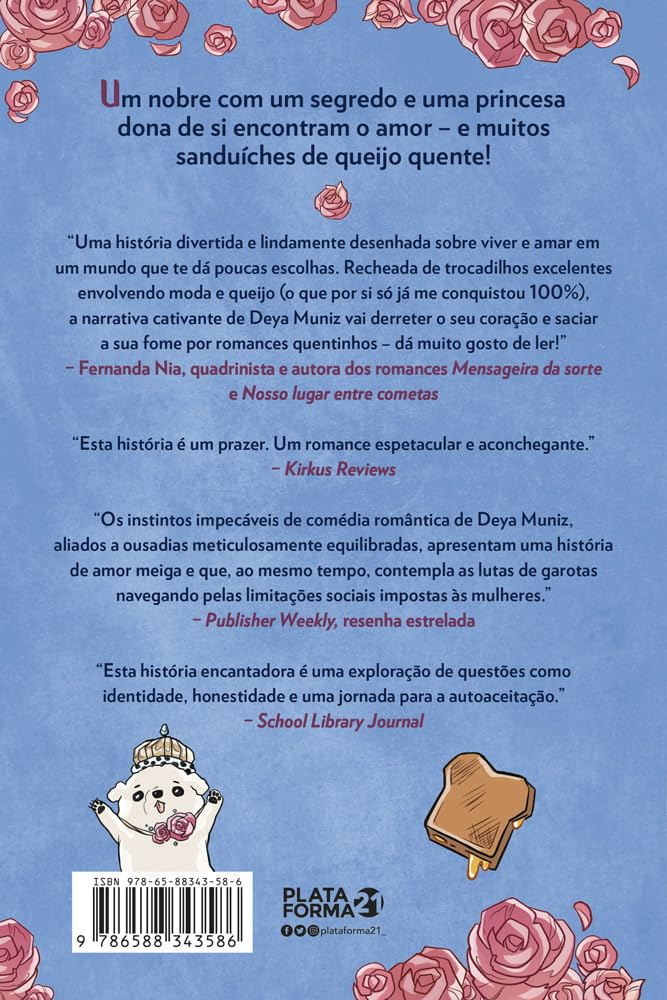 Um nobre com um segredo e uma princesa
dona de si encontram o amor – e muitos
sanduíches de queijo quente!
“Uma história divertida e lindamente desenhada sobre viver e amar em
um mundo que te dá poucas escolhas. Recheada de trocadilhos excelentes
envolvendo moda e queijo (o que por si só já me conquistou 100%),
a narrativa cativante de Deya Muniz vai derreter o seu coração e saciar
a sua fome por romances quentinhos – dá muito gosto de ler!”
– Fernanda Nia, quadrinista e autora dos romances Mensageira da sorte
e Nosso lugar entre cometas
“Esta história é um prazer. Um romance espetacular e aconchegante.”
– Kirkus Reviews
“Os instintos impecáveis de comédia romântica de Deya Muniz,
aliados a ousadias meticulosamente equilibradas, apresentam uma história
de amor meiga e que, ao mesmo tempo, contempla as lutas de garotas
navegando pelas limitações sociais impostas às mulheres.”
– Publisher Weekly, resenha estrelada
“Esta história encantadora é uma exploração de questões como
identidade, honestidade e uma jornada para a autoaceitação.”
– School Library Journal
ISBN 978-65-88343-58-6
9 786588 343586
PLATA
FORMA21
plataforma21_